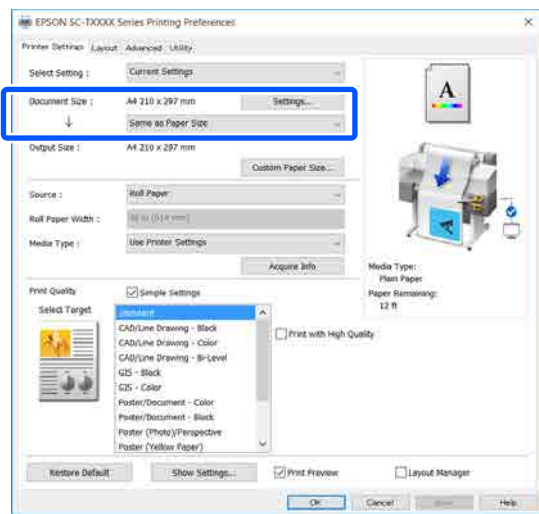 EPSON SC-TXXXX Series Printing Preferences
Printer Settings Layout Advanced Utility
Select Setting : Current Settings
Document Size : A4 210 x 297 mm Settings...
Same as Paper Size
Output Size : A4 210 x 297 mm
Custom Paper Size...
Source : Roll Paper
Roll Paper Width :
Media Type : Use Printer Settings
Acquire Info
Media Type:
Plain Paper
Paper Remaining:
12 ft
Print Quality Simple Settings
Select Target
Standard
CAD/Line Drawing - Black
CAD/Line Drawing - Color
CAD/Line Drawing - Bi-Level
GIS - Black
GIS - Color
Poster/Document - Color
Poster/Document - Black
Poster (Photo)/Perspective
Poster (Yellow Paper)
Print with High Quality
Restore Default Show Settings... Print Preview Layout Manager
OK Cancel Help
A
A